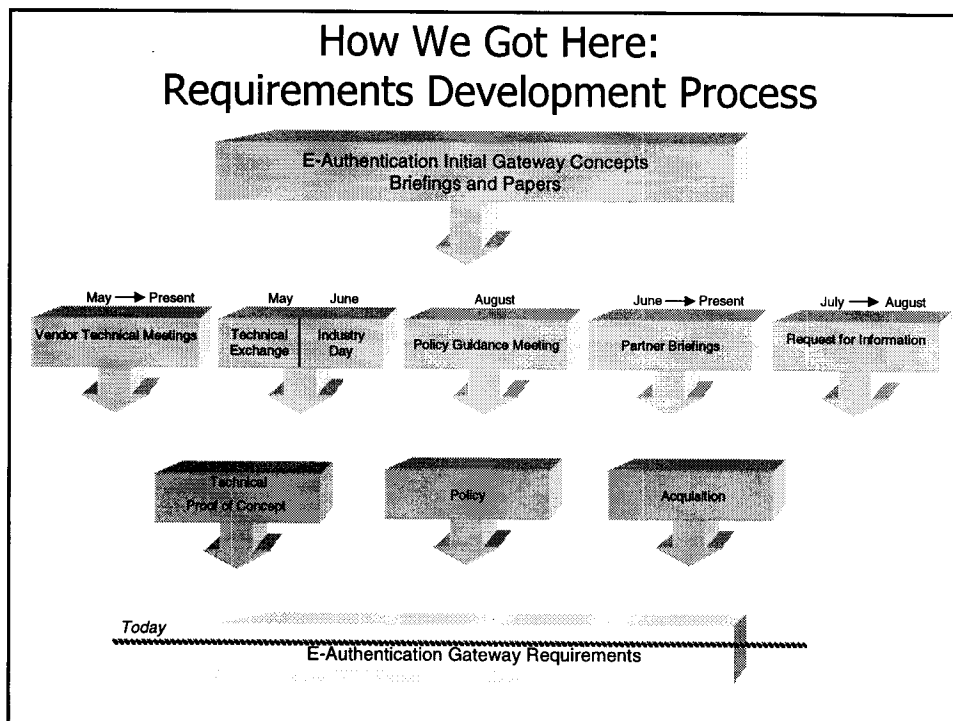 How We Got Here:
Requirements Development Process
E-Authentication Initial Gateway Concepts
Briefings and Papers
May → Present
Vendor Technical Meetings
May June
Technical Exchange
Industry Day
August
Policy Guidance Meeting
June → Present
Partner Briefings
July → August
Request for Information
Technical
Proof of Concept
Policy
Acquisition
Today
E-Authentication Gateway Requirements